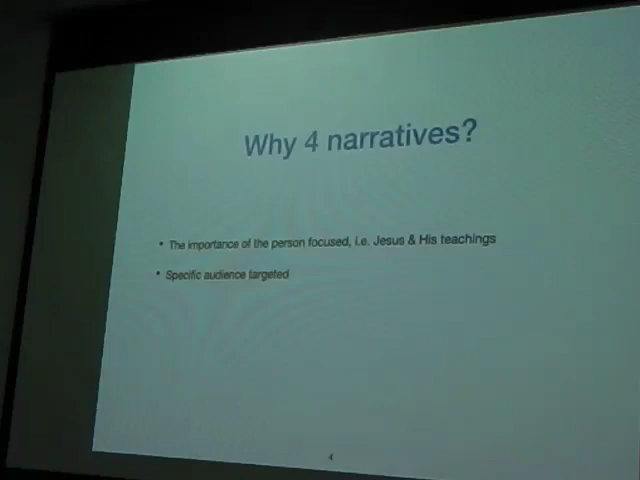 Why 4 narratives?
• The importance of the person focused, i.e. Jesus & His teachings
• Specific audience targeted
4